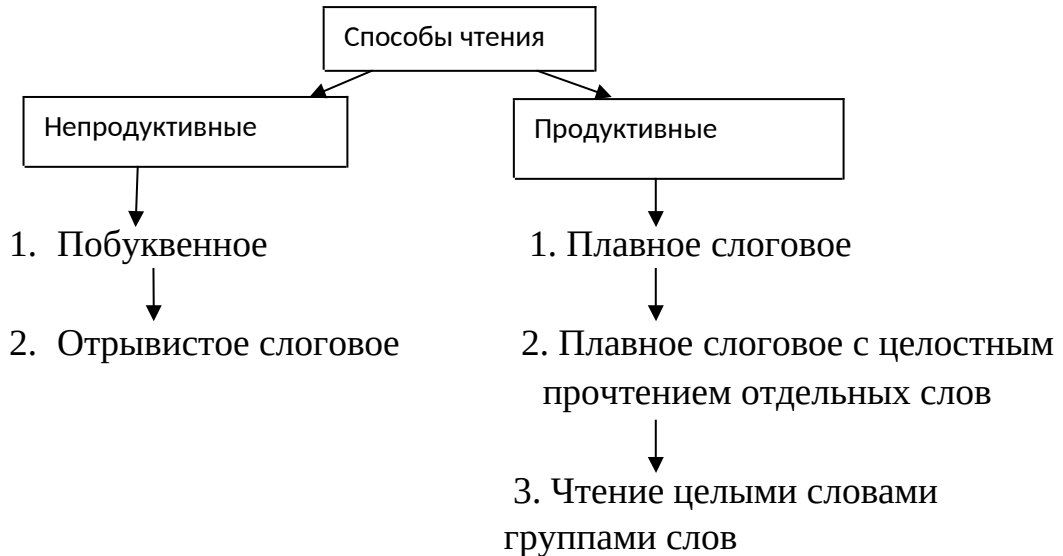 Способы чтения
Непродуктивные
Продуктивные
1. Побуквенное
1. Плавное слоговое
2. Отрывистое слоговое
2. Плавное слоговое с целостным
прочтением отдельных слов
3. Чтение целыми словами
группами слов